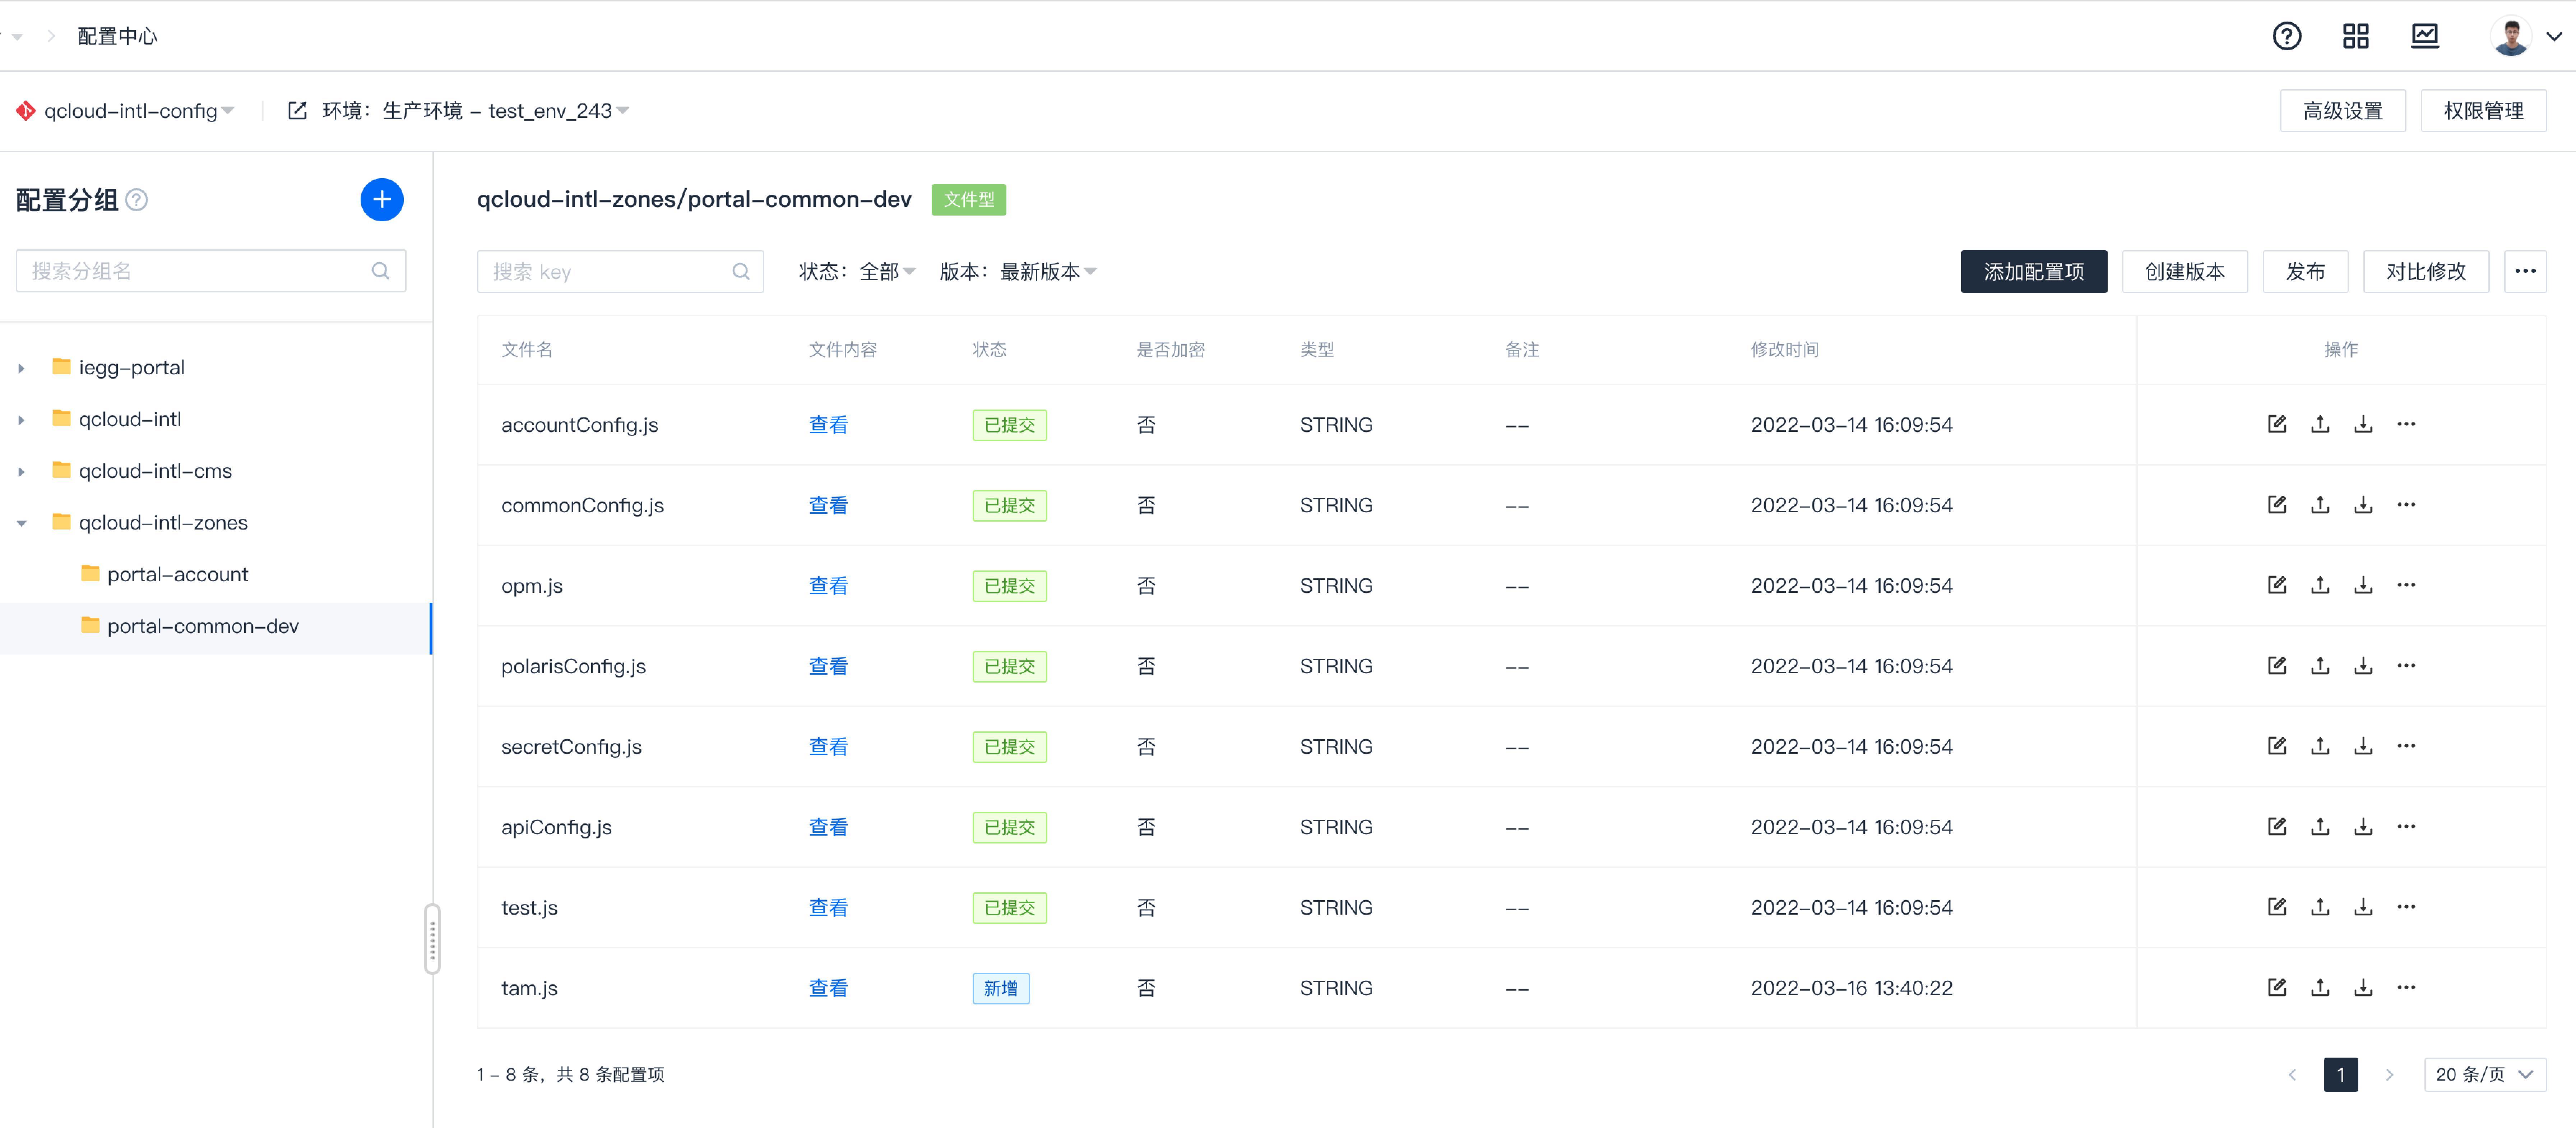 配置中心
qcloud-intl-config 环境：生产环境 - test_env_243 高级设置 权限管理
配置分组
搜索分组名
iegg-portal
qcloud-intl
qcloud-intl-cms
qcloud-intl-zones
portal-account
portal-common-dev
qcloud-intl-zones/portal-common-dev 文件型
搜索 key 状态：全部 版本：最新版本 添加配置项 创建版本 发布 对比修改
文件名 文件内容 状态 是否加密 类型 备注 修改时间 操作
accountConfig.js 查看 已提交 否 STRING -- 2022-03-14 16:09:54
commonConfig.js 查看 已提交 否 STRING -- 2022-03-14 16:09:54
opm.js 查看 已提交 否 STRING -- 2022-03-14 16:09:54
polarisConfig.js 查看 已提交 否 STRING -- 2022-03-14 16:09:54
secretConfig.js 查看 已提交 否 STRING -- 2022-03-14 16:09:54
apiConfig.js 查看 已提交 否 STRING -- 2022-03-14 16:09:54
test.js 查看 已提交 否 STRING -- 2022-03-14 16:09:54
tam.js 查看 新增 否 STRING -- 2022-03-16 13:40:22
1 - 8 条，共 8 条配置项 1 20 条/页